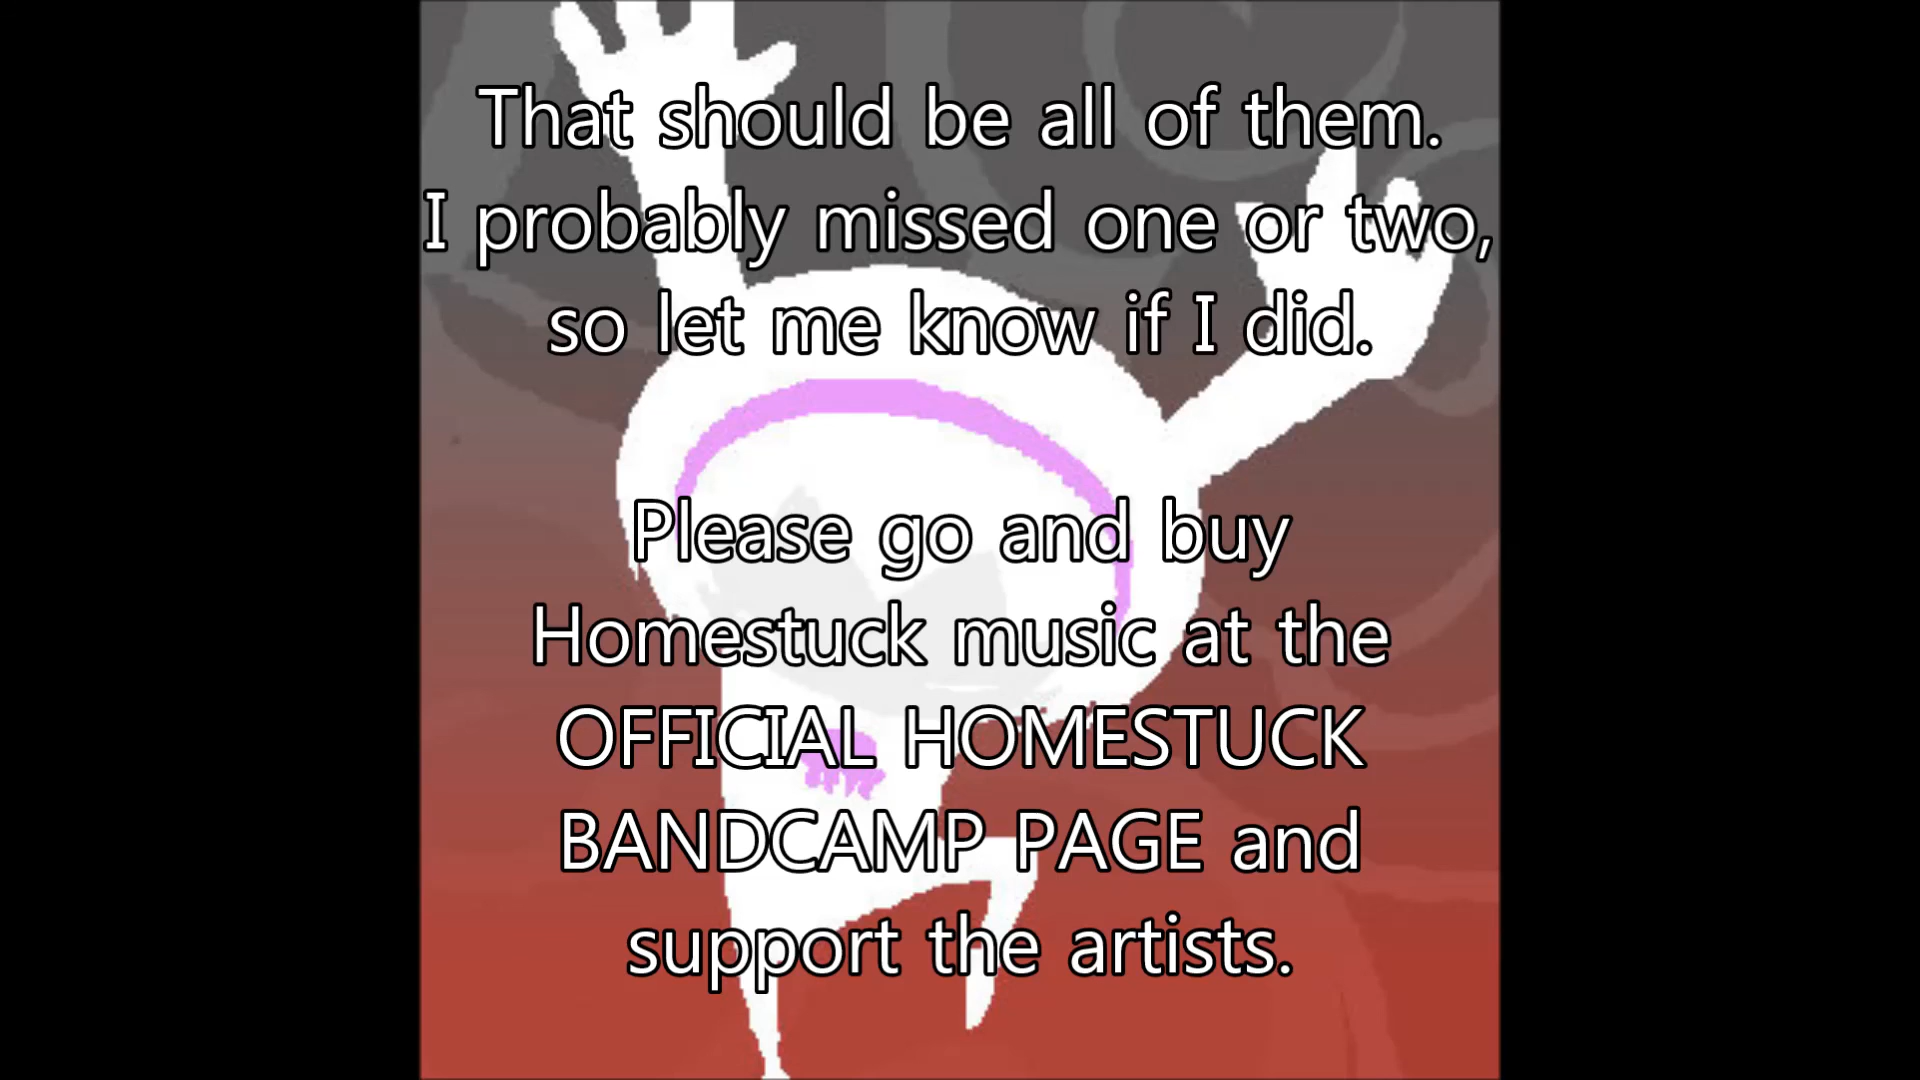 That should be all of them.
I probably missed one or two,
so let me know if I did.
Please go and buy
Homestuck music at the
OFFICIAL HOMESTUCK
BANDCAMP PAGE and
support the artists.